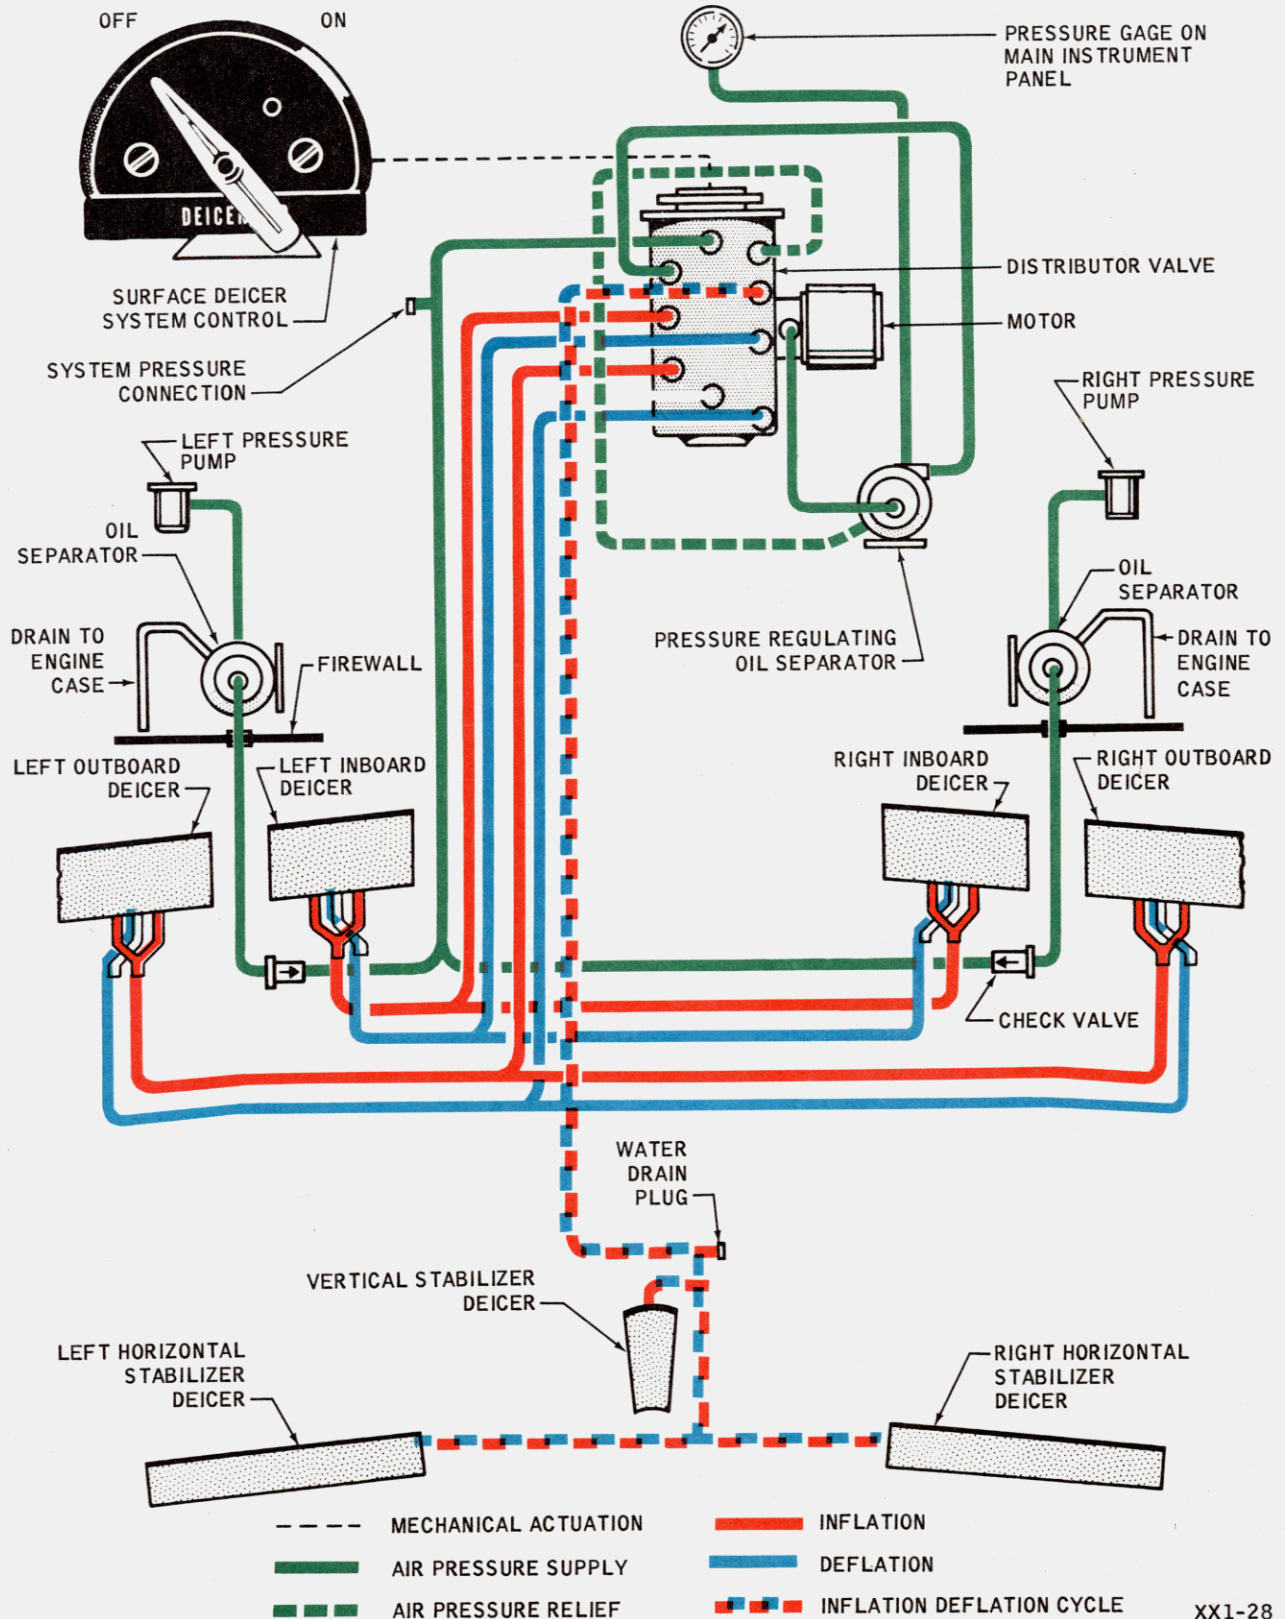 OFF
ON
DEICER
SURFACE DEICER
SYSTEM CONTROL
PRESSURE GAGE ON
MAIN INSTRUMENT
PANEL
DISTRIBUTOR VALVE
MOTOR
SYSTEM PRESSURE
CONNECTION
LEFT PRESSURE
PUMP
RIGHT PRESSURE
PUMP
OIL
SEPARATOR
OIL
SEPARATOR
DRAIN TO
ENGINE
CASE
FIREWALL
PRESSURE REGULATING
OIL SEPARATOR
DRAIN TO
ENGINE
CASE
LEFT OUTBOARD
DEICER
LEFT INBOARD
DEICER
RIGHT INBOARD
DEICER
RIGHT OUTBOARD
DEICER
CHECK VALVE
WATER
DRAIN
PLUG
VERTICAL STABILIZER
DEICER
LEFT HORIZONTAL
STABILIZER
DEICER
RIGHT HORIZONTAL
STABILIZER
DEICER
MECHANICAL ACTUATION
AIR PRESSURE SUPPLY
AIR PRESSURE RELIEF
INFLATION
DEFLATION
INFLATION DEFLATION CYCLE
XX1-28